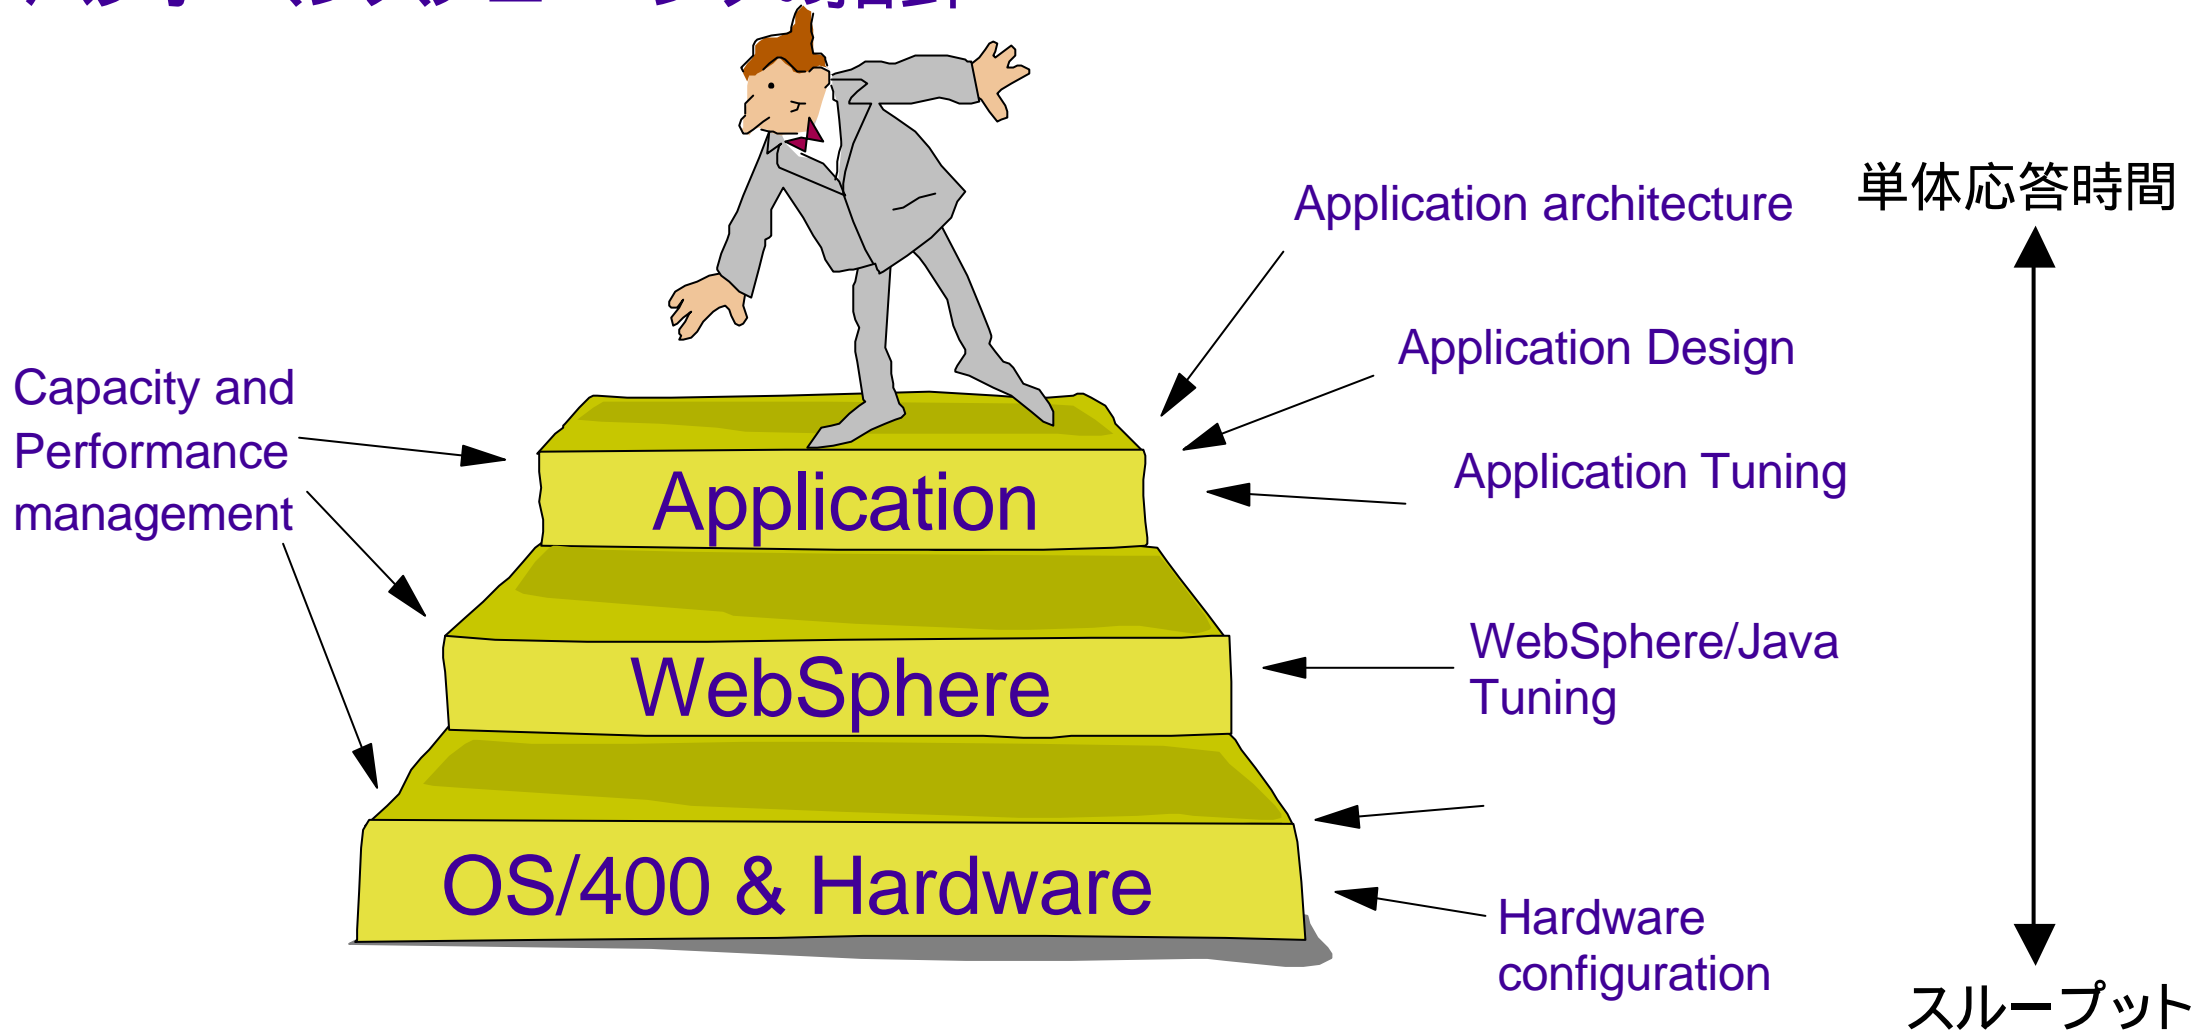 Application architecture
単体応答時間
Application Design
Capacity and
Performance
management
Application Tuning
Application
WebSphere/Java
Tuning
WebSphere
OS/400 & Hardware
Hardware
configuration
スループット